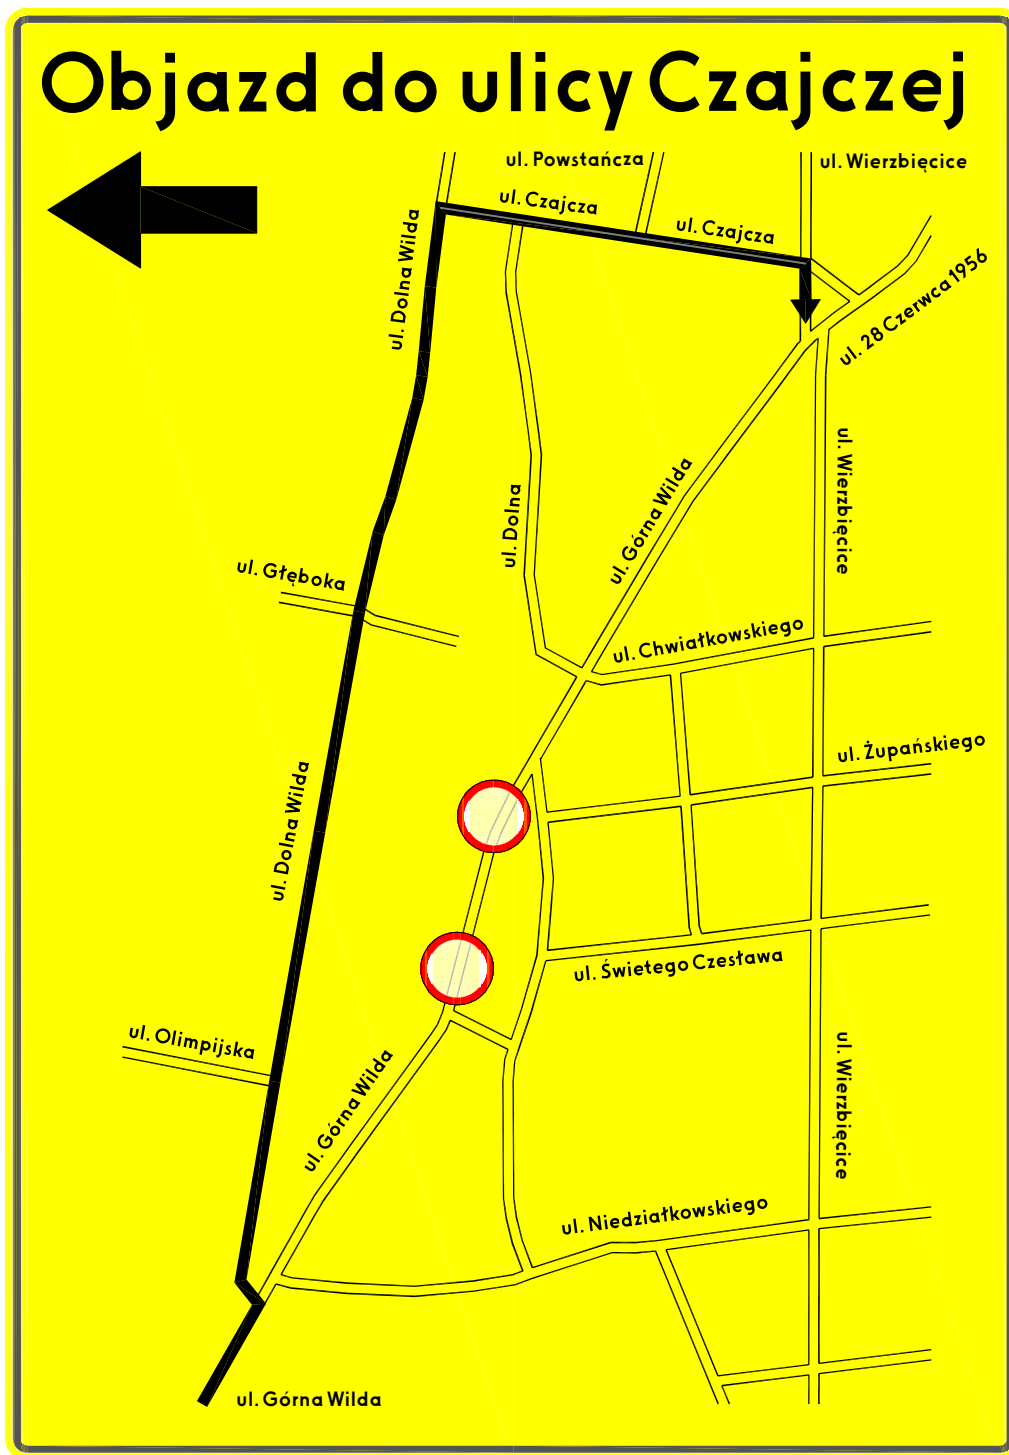 Objazd do ulicy Czajczej
ul. Powstańcza
ul. Wierzbięcice
ul. Czajcza
ul. Czajcza
ul. Dolna Wilda
ul. 28 Czerwca 1956
ul. Wierzbięcice
ul. Górna Wilda
ul. Dolna
ul. Głęboka
ul. Chwiałkowskiego
ul. Żupańskiego
ul. Dolna Wilda
ul. Świetego Czesława
ul. Olimpijska
ul. Górna Wilda
ul. Wierzbięcice
ul. Niedziałkowskiego
ul. Górna Wilda